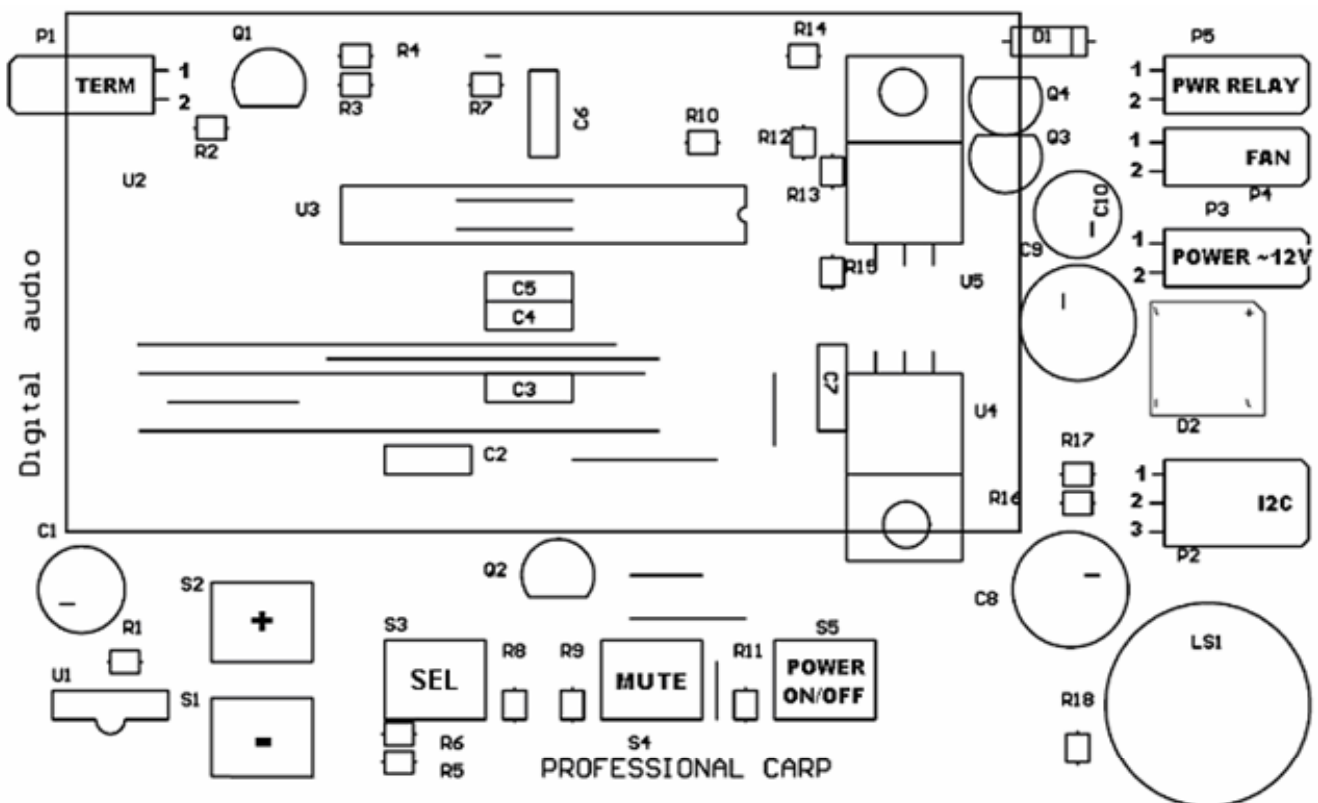 P1
Q1
R4
R14
D1
P5
TERM
1
2
R3
R7
C6
R10
R12
Q4
1
2
PWR RELAY
R2
U2
Q3
1
2
FAN
P4
R13
C10
U3
P3
C9
1
2
POWER ~12V
R15
U5
C5
C4
Digital audio
C3
C7
U4
D2
C2
R17
R16
1
2
3
I2C
P2
C1
S2
+
Q2
C8
R1
S3
S5
LS1
U1
S1
SEL
R8
R9
MUTE
R11
POWER
ON/OFF
-
R18
R6
R5
S4
PROFESSIONAL CARP